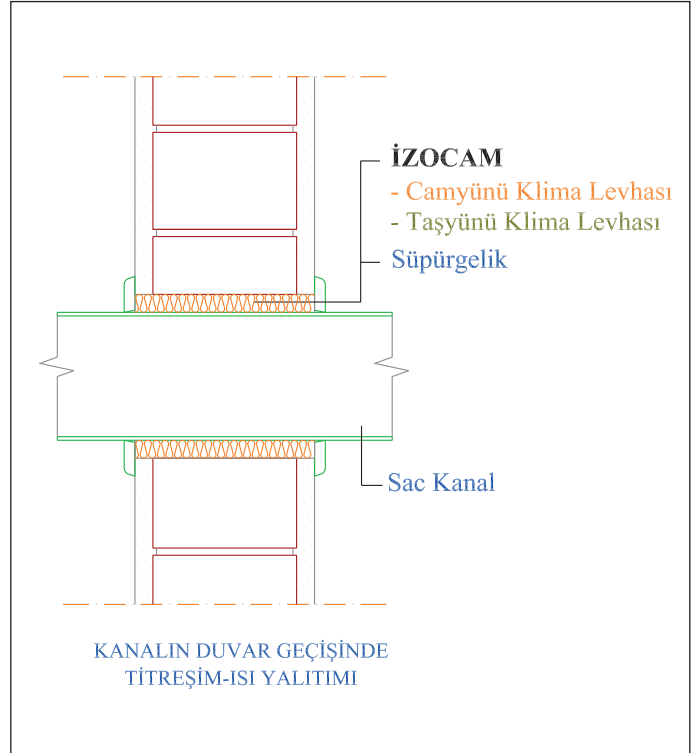 İZOCAM
- Camyünü Klima Levhası
- Taşyünü Klima Levhası
Süpürgelik
Sac Kanal
KANALIN DUVAR GEÇİŞİNDE
TİTREŞİM-ISI YALITIMI